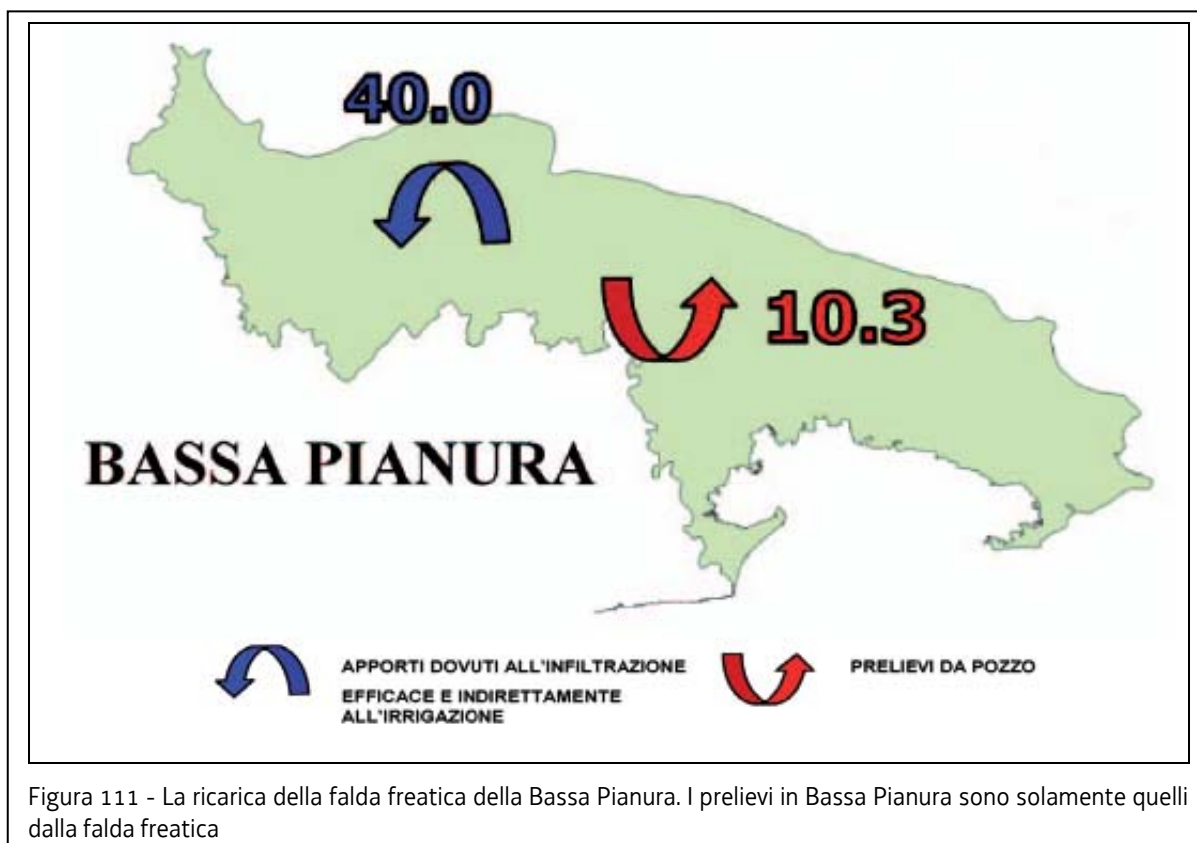 40.0
10.3
BASSA PIANURA
APPORTI DOVUTI ALL'INFILTRAZIONE
EFFICACE E INDIRETTAMENTE
ALL'IRRIGAZIONE
PRELIEVI DA POZZO
Figura 111 - La ricarica della falda freatica della Bassa Pianura. I prelievi in Bassa Pianura sono solamente quelli
dalla falda freatica